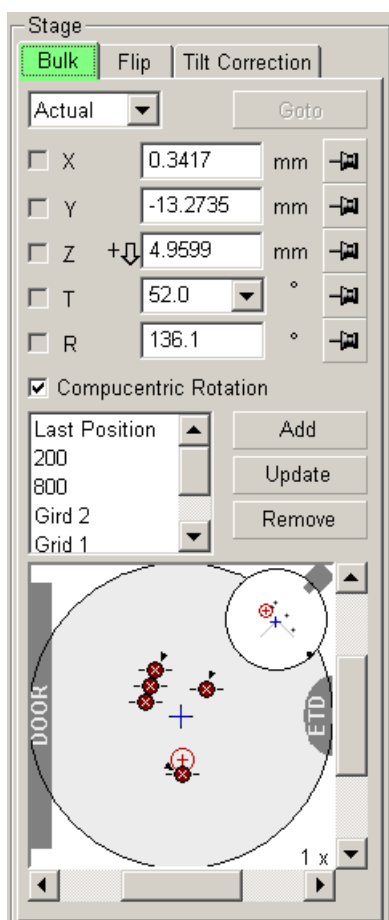 Stage
Bulk Flip Tilt Correction
Actual Goto
X 0.3417 mm
Y -13.2735 mm
Z + 4.9599 mm
T 52.0 °
R 136.1 °
Compucentric Rotation
Last Position Add
200
800 Update
Gird 2 Remove
Grid 1
DOOR
ETD
1 x